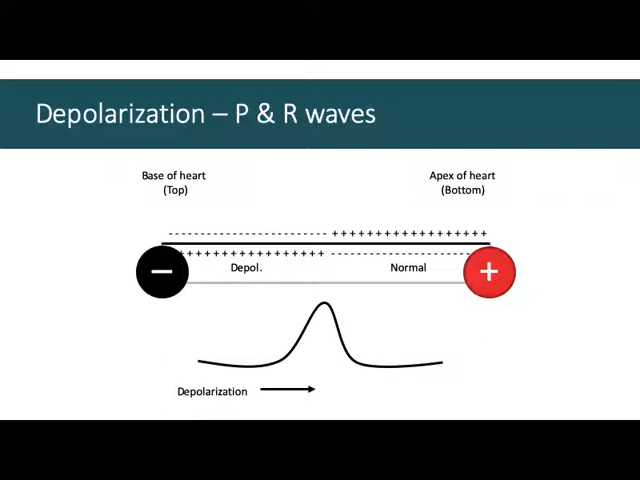 Depolarization – P & R waves
Base of heart
(Top)
Apex of heart
(Bottom)
- - - - - - - - - - - - - - - - - - - - + + + + + + + + + + + + + + + + + +
+ + + + + + + + + + + + + + + + + - - - - - - - - - - - - - - - - - -
−
Depol.
Normal
+
Depolarization